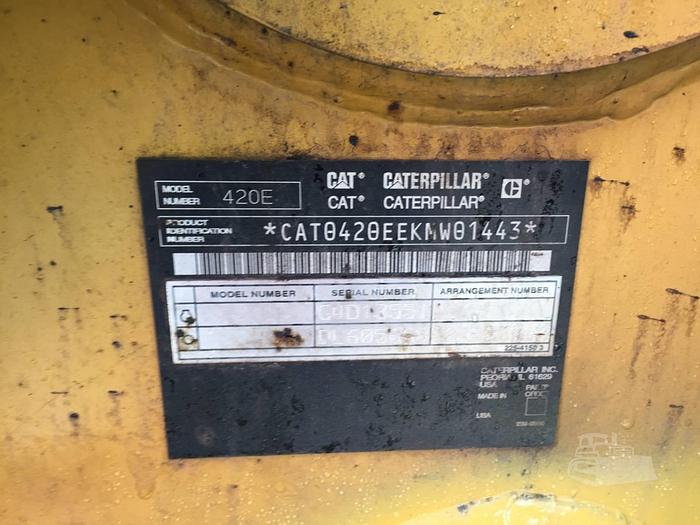 CAT® CATERPILLAR® C®
CAT® CATERPILLAR®
MODEL NUMBER 420E
PRODUCT IDENTIFICATION NUMBER *CAT0420EEKMW01443*
MODEL NUMBER SERIAL NUMBER ARRANGEMENT NUMBER
CATERPILLAR INC.
PEORIA, IL 61629
USA
MADE IN
USA